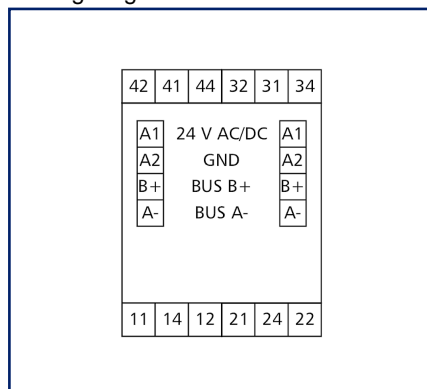 42 41 44 32 31 34
A1 24 V AC/DC A1
A2 GND A2
B+ BUS B+ B+
A- BUS A- A-
11 14 12 21 24 22